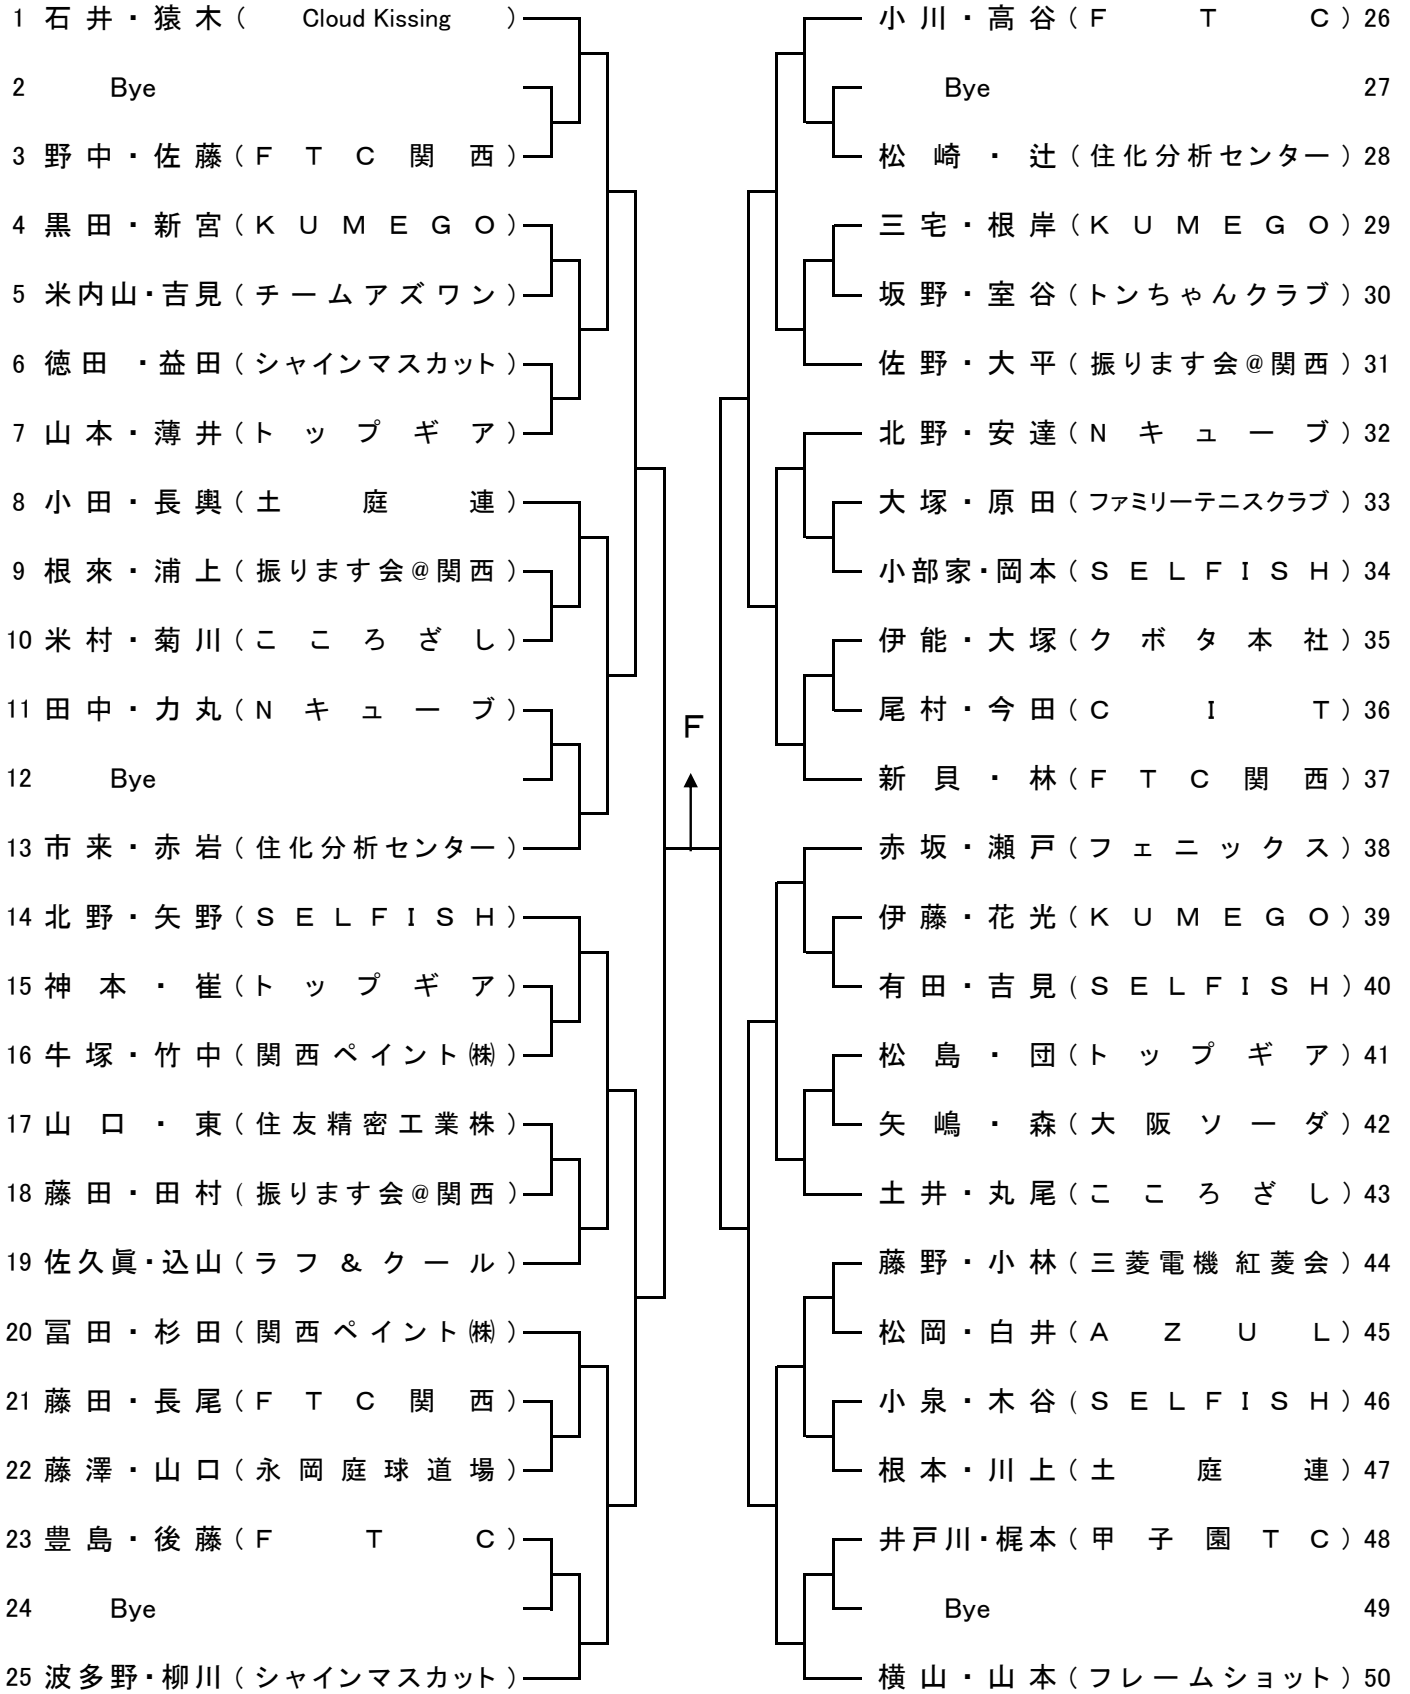 1 石井・猿木( Cloud Kissing )
2 Bye
3 野中・佐藤(FTC関西)
4 黒田・新宮(KUMEGO)
5 米内山・吉見(チームアズワン)
6 徳田・益田(シャインマスカット)
7 山本・薄井(トップギア)
8 小田・長輿(土庭連)
9 根來・浦上(振ります会@関西)
10 米村・菊川(こころざし)
11 田中・力丸(Nキューブ)
12 Bye
13 市来・赤岩(住化分析センター)
14 北野・矢野(SELFISH)
15 神本・崔(トップギア)
16 牛塚・竹中(関西ペイント㈱)
17 山口・東(住友精密工業株)
18 藤田・田村(振ります会@関西)
19 佐久眞・込山(ラフ&クール)
20 冨田・杉田(関西ペイント㈱)
21 藤田・長尾(FTC関西)
22 藤澤・山口(永岡庭球道場)
23 豊島・後藤(FTC)
24 Bye
25 波多野・柳川(シャインマスカット)
F
小川・高谷(FTC) 26
Bye 27
松崎・辻(住化分析センター) 28
三宅・根岸(KUMEGO) 29
坂野・室谷(トンちゃんクラブ) 30
佐野・大平(振ります会@関西) 31
北野・安達(Nキューブ) 32
大塚・原田(ファミリーテニスクラブ) 33
小部家・岡本(SELFISH) 34
伊能・大塚(クボタ本社) 35
尾村・今田(CIT) 36
新貝・林(FTC関西) 37
赤坂・瀬戸(フェニックス) 38
伊藤・花光(KUMEGO) 39
有田・吉見(SELFISH) 40
松島・団(トップギア) 41
矢嶋・森(大阪ソーダ) 42
土井・丸尾(こころざし) 43
藤野・小林(三菱電機紅菱会) 44
松岡・白井(AZUL) 45
小泉・木谷(SELFISH) 46
根本・川上(土庭連) 47
井戸川・梶本(甲子園TC) 48
Bye 49
横山・山本(フレームショット) 50